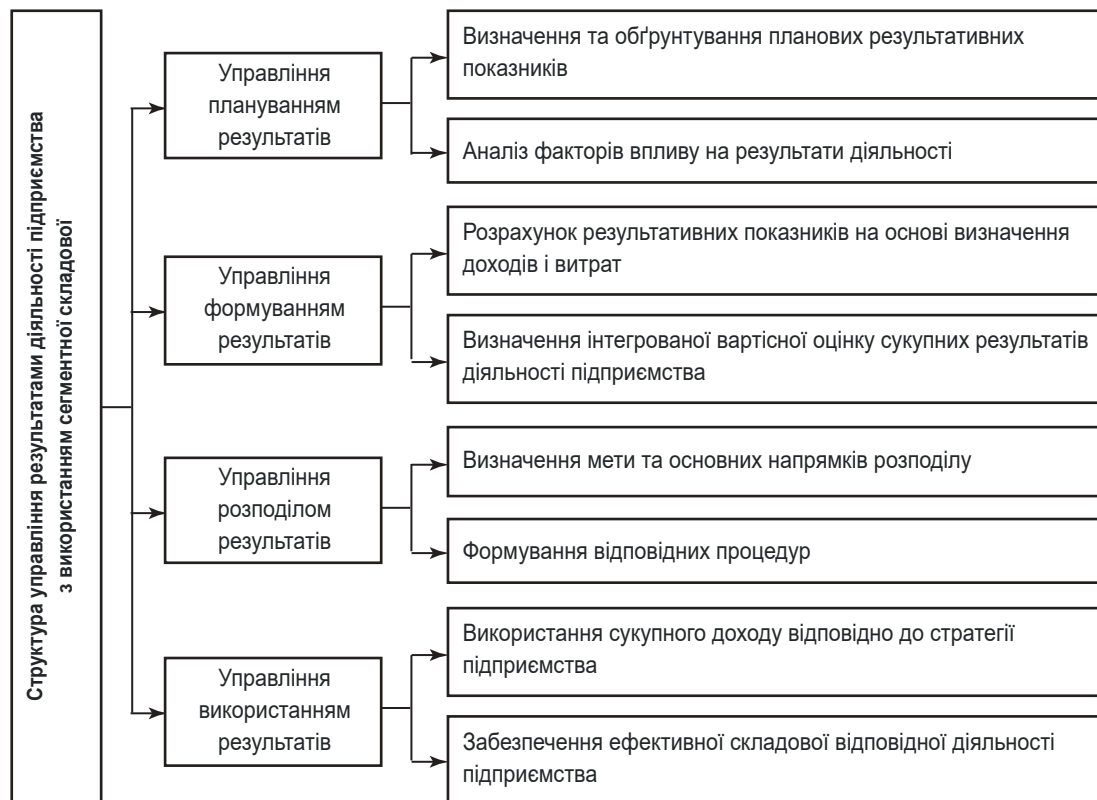 Структура управління результатами діяльності підприємства
з використанням сегментної складової
Управління
плануванням
результатів
Визначення та обґрунтування планових результативних
показників
Аналіз факторів впливу на результати діяльності
Управління
формуванням
результатів
Розрахунок результативних показників на основі визначення
доходів і витрат
Визначення інтегрованої вартісної оцінку сукупних результатів
діяльності підприємства
Управління
розподілом
результатів
Визначення мети та основних напрямків розподілу
Формування відповідних процедур
Управління
використанням
результатів
Використання сукупного доходу відповідно до стратегії
підприємства
Забезпечення ефективної складової відповідної діяльності
підприємства